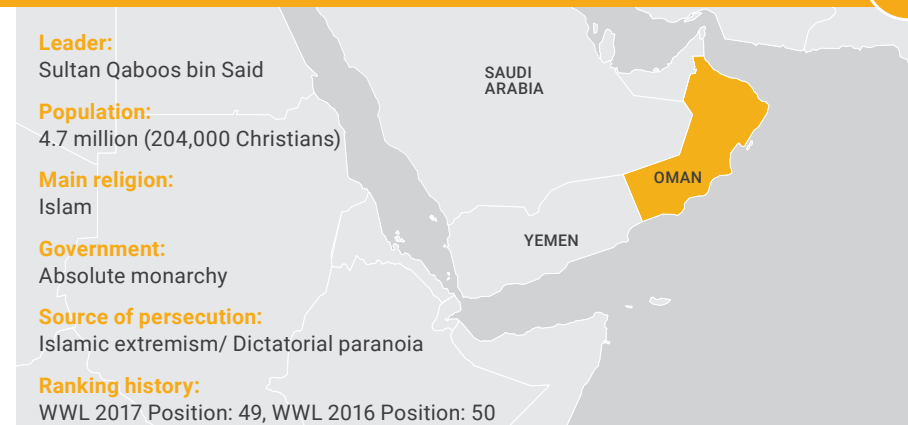 Leader:
Sultan Qaboos bin Said
Population:
4.7 million (204,000 Christians)
Main religion:
Islam
Government:
Absolute monarchy
Source of persecution:
Islamic extremism/ Dictatorial paranoia
Ranking history:
WWL 2017 Position: 49, WWL 2016 Position: 50
SAUDI
ARABIA
OMAN
YEMEN